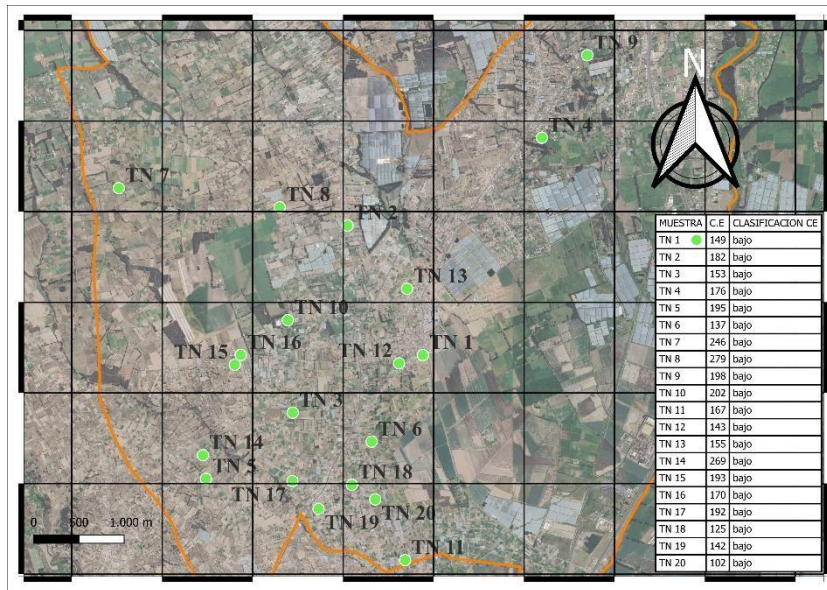 N
TN 9
TN 4
TN 7
TN 8
TN 2
TN 13
TN 10
TN 16
TN 15
TN 12
TN 1
TN 3
TN 6
TN 14
TN 5
TN 17
TN 18
TN 19
TN 20
TN 11
0 500 1.000 m
MUESTRA C.E CLASIFICACION CE
TN 1 149 bajo
TN 2 182 bajo
TN 3 153 bajo
TN 4 176 bajo
TN 5 195 bajo
TN 6 137 bajo
TN 7 246 bajo
TN 8 279 bajo
TN 9 198 bajo
TN 10 202 bajo
TN 11 167 bajo
TN 12 143 bajo
TN 13 155 bajo
TN 14 269 bajo
TN 15 193 bajo
TN 16 170 bajo
TN 17 192 bajo
TN 18 125 bajo
TN 19 142 bajo
TN 20 102 bajo